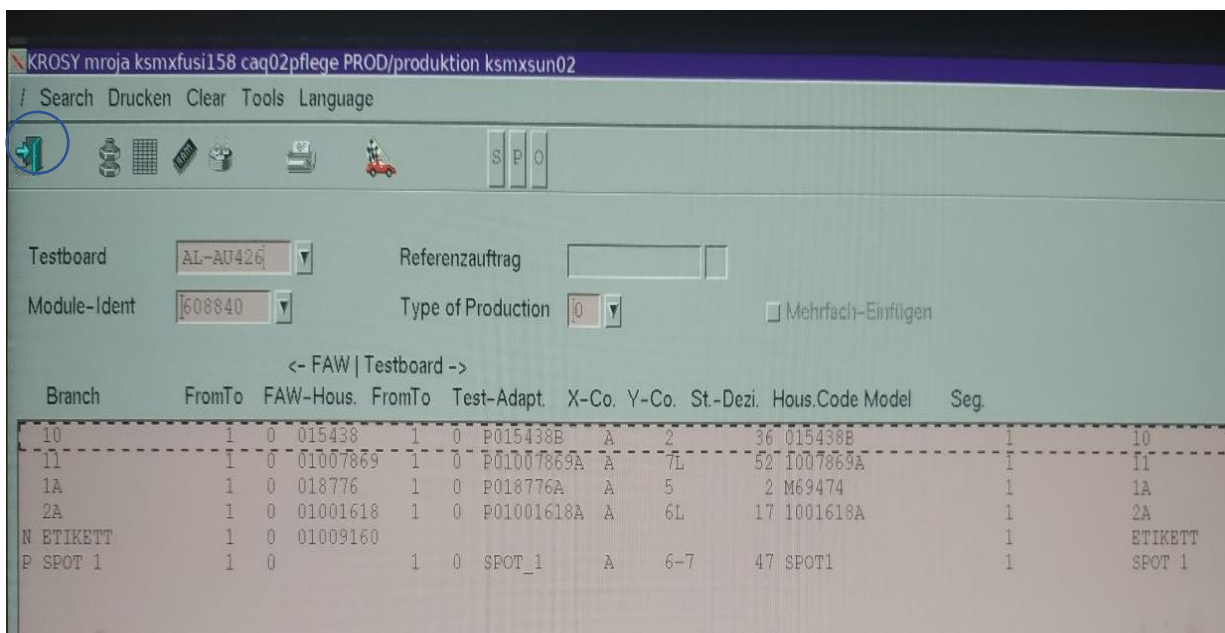 KROSY mroja ksmxfusi158 caq02pflege PROD/produktion ksmxsun02
/ Search Drucken Clear Tools Language
S P O
Testboard AL-AU426 Referenzauftrag
Module-Ident 608840 Type of Production 0 Mehrfach-Einfügen
<- FAW | Testboard ->
Branch FromTo FAW-Hous. FromTo Test-Adapt. X-Co. Y-Co. St.-Dezi. Hous.Code Model Seg.
10 1 0 015438 1 0 P015438B A 2 36 015438B 1 10
11 1 0 01007869 1 0 P01007869A A 7L 52 1007869A 1 11
1A 1 0 018776 1 0 P018776A A 5 2 M69474 1 1A
2A 1 0 01001618 1 0 P01001618A A 6L 17 1001618A 1 2A
N ETIKETT 1 0 01009160 1 ETIKETT
P SPOT 1 1 0 1 0 SPOT_1 A 6-7 47 SPOT1 1 SPOT 1